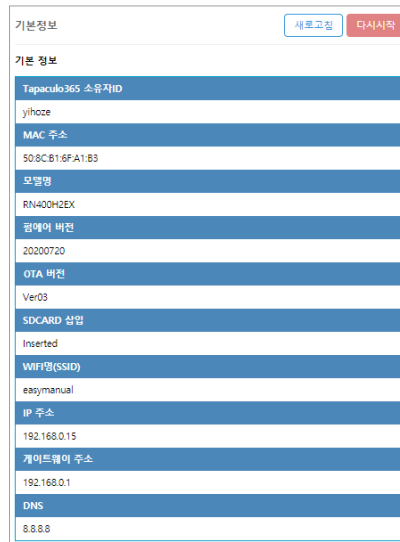 기본정보
새로고침
다시시작
기본 정보
Tapaculo365 소유자ID
yihoze
MAC 주소
50:8C:B1:6F:A1:B3
모델명
RN400H2EX
펌에어 버전
20200720
OTA 버전
Ver03
SDCARD 삽입
Inserted
WIFI명(SSID)
easymanual
IP 주소
192.168.0.15
게이트웨이 주소
192.168.0.1
DNS
8.8.8.8